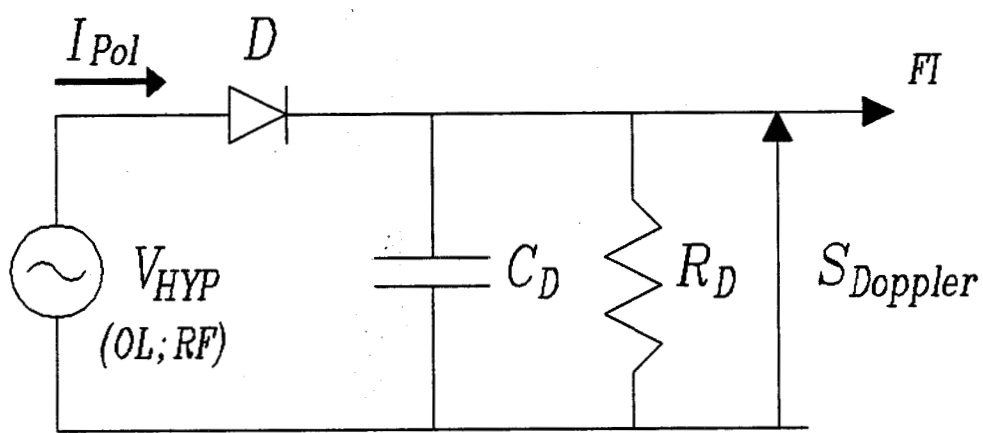 I_Pol
D
FI
V_HYP
(OL; RF)
C_D
R_D
S_Doppler